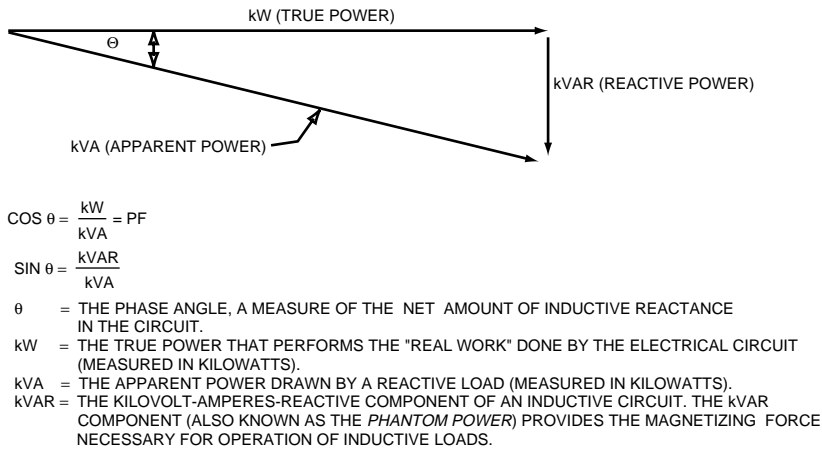 kW (TRUE POWER)
Θ
kVAR (REACTIVE POWER)
kVA (APPARENT POWER)
COS θ = kW / kVA = PF
SIN θ = kVAR / kVA
θ = THE PHASE ANGLE, A MEASURE OF THE NET AMOUNT OF INDUCTIVE REACTANCE
IN THE CIRCUIT.
kW = THE TRUE POWER THAT PERFORMS THE "REAL WORK" DONE BY THE ELECTRICAL CIRCUIT
(MEASURED IN KILOWATTS).
kVA = THE APPARENT POWER DRAWN BY A REACTIVE LOAD (MEASURED IN KILOWATTS).
kVAR = THE KILOVOLT-AMPERES-REACTIVE COMPONENT OF AN INDUCTIVE CIRCUIT. THE kVAR
COMPONENT (ALSO KNOWN AS THE PHANTOM POWER) PROVIDES THE MAGNETIZING FORCE
NECESSARY FOR OPERATION OF INDUCTIVE LOADS.